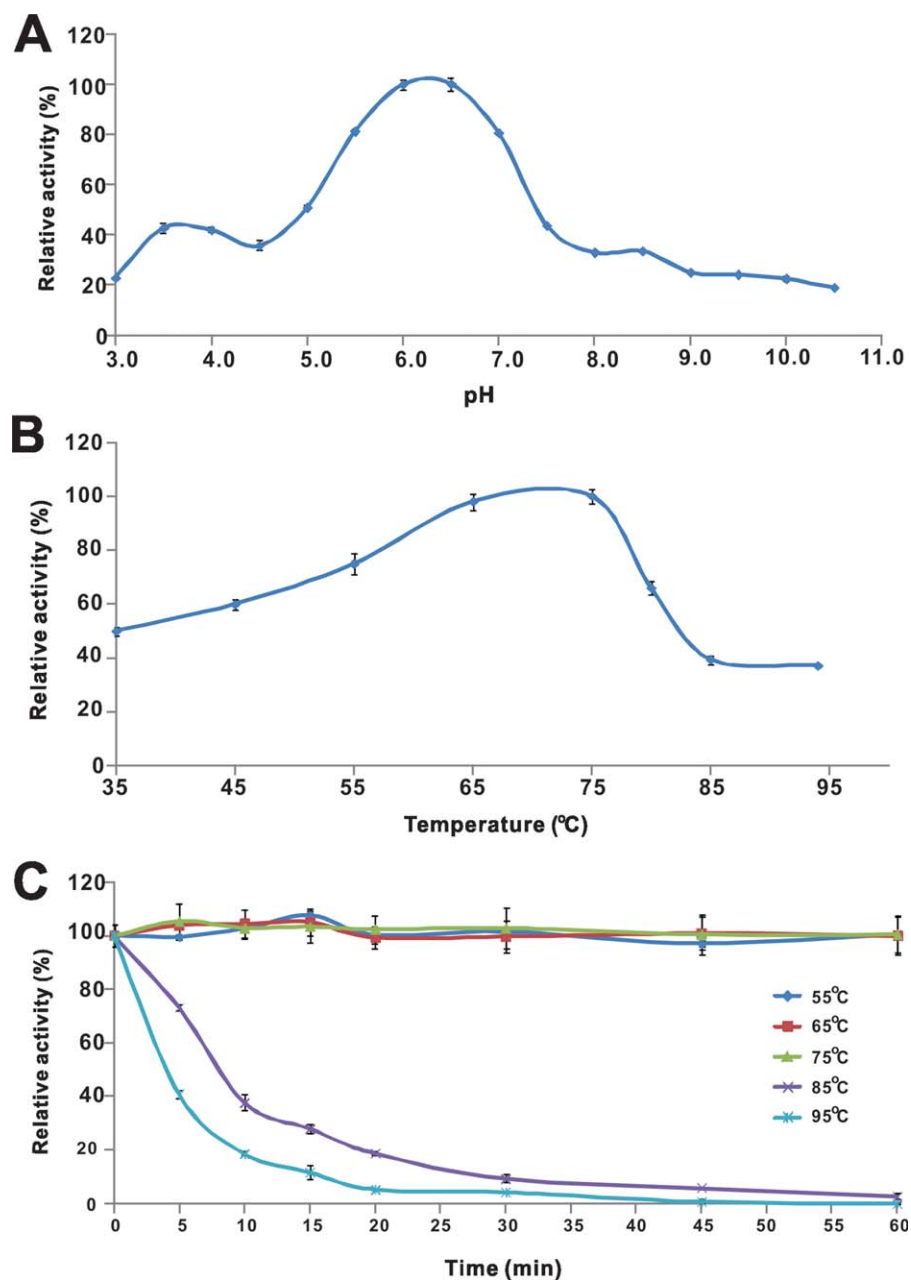 A
120
100
80
60
40
20
0
Relative activity (%)
3.0 4.0 5.0 6.0 7.0 8.0 9.0 10.0 11.0
pH
B
120
100
80
60
40
20
0
Relative activity (%)
35 45 55 65 75 85 95
Temperature (ºC)
C
120
100
80
60
40
20
0
Relative activity (%)
55ºC
65ºC
75ºC
85ºC
95ºC
0 5 10 15 20 25 30 35 40 45 50 55 60
Time (min)